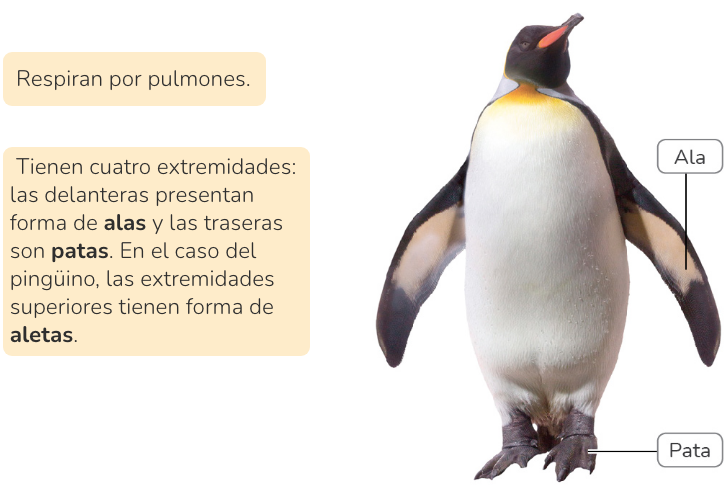 Respiran por pulmones.
Tienen cuatro extremidades:
las delanteras presentan
forma de alas y las traseras
son patas. En el caso del
pingüino, las extremidades
superiores tienen forma de
aletas.
Ala
Pata